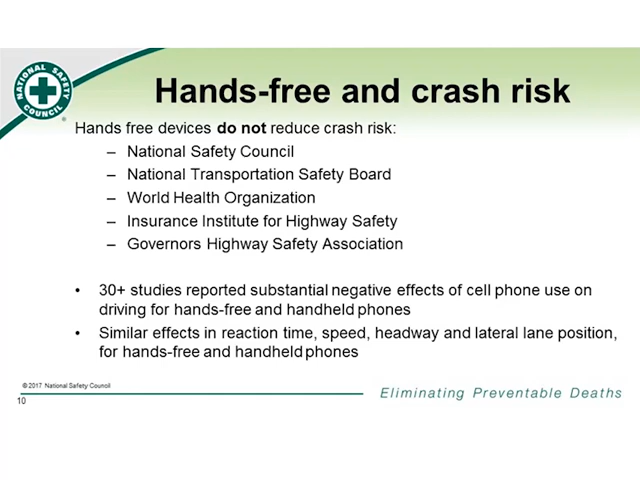 NATIONAL SAFETY COUNCIL
®
Hands-free and crash risk
Hands free devices do not reduce crash risk:
– National Safety Council
– National Transportation Safety Board
– World Health Organization
– Insurance Institute for Highway Safety
– Governors Highway Safety Association
• 30+ studies reported substantial negative effects of cell phone use on
driving for hands-free and handheld phones
• Similar effects in reaction time, speed, headway and lateral lane position,
for hands-free and handheld phones
© 2017 National Safety Council
Eliminating Preventable Deaths
10